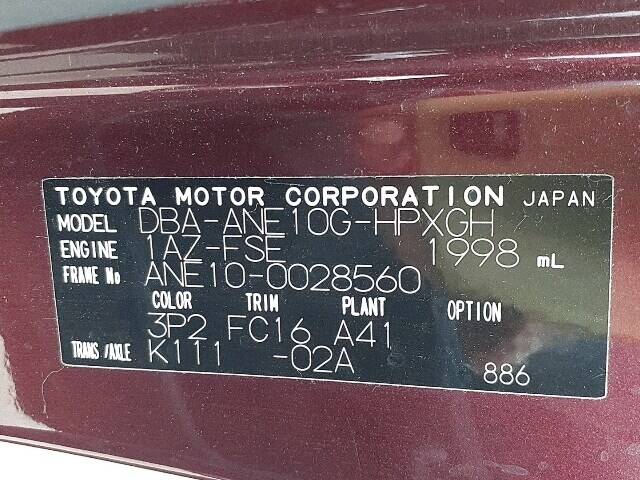 TOYOTA MOTOR CORPORATION JAPAN
MODEL DBA-ANE10G-HPXGH
ENGINE 1AZ-FSE 1998 mL
FRAME No ANE10-0028560
COLOR TRIM PLANT OPTION
3P2 FC16 A41
TRANS/AXLE K111 -02A 886